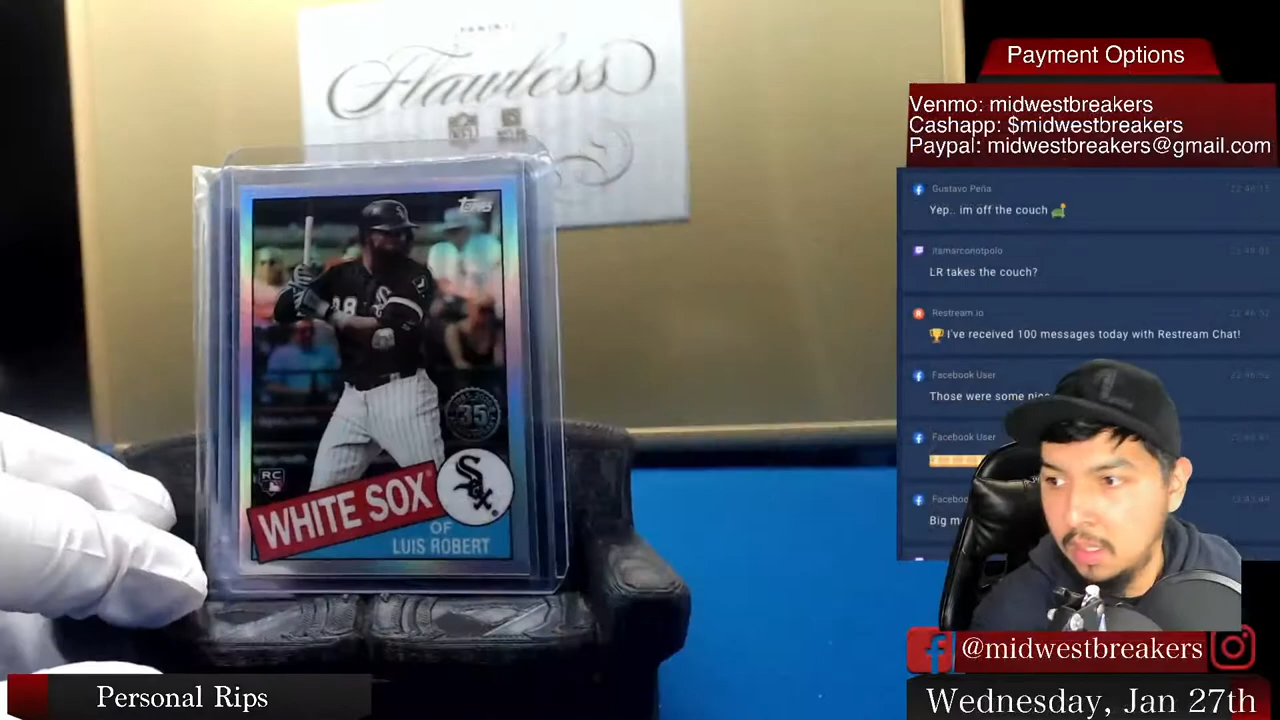 PANINI
Flawless
Topps
35
RC
WHITE SOX
Sox
OF
LUIS ROBERT
Payment Options
Venmo: midwestbreakers
Cashapp: $midwestbreakers
Paypal: midwestbreakers@gmail.com
Gustavo Peña
Yep.. im off the couch
itsmarconotpolo
LR takes the couch?
Restream.io
I've received 100 messages today with Restream Chat!
Facebook User
Those were some
Facebook User
Big
@midwestbreakers
Personal Rips
Wednesday, Jan 27th